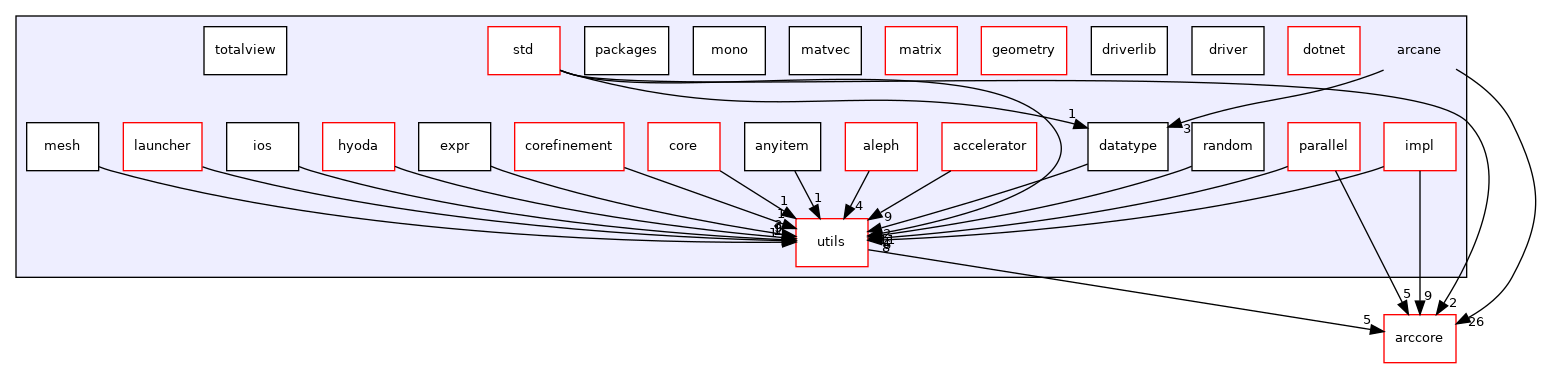 totalview
std
packages
mono
matvec
matrix
geometry
driverlib
driver
dotnet
arcane
1
3
mesh
launcher
ios
hyoda
expr
corefinement
core
anyitem
aleph
accelerator
datatype
random
parallel
impl
1
1
4
9
utils
5
9
2
5
26
arccore